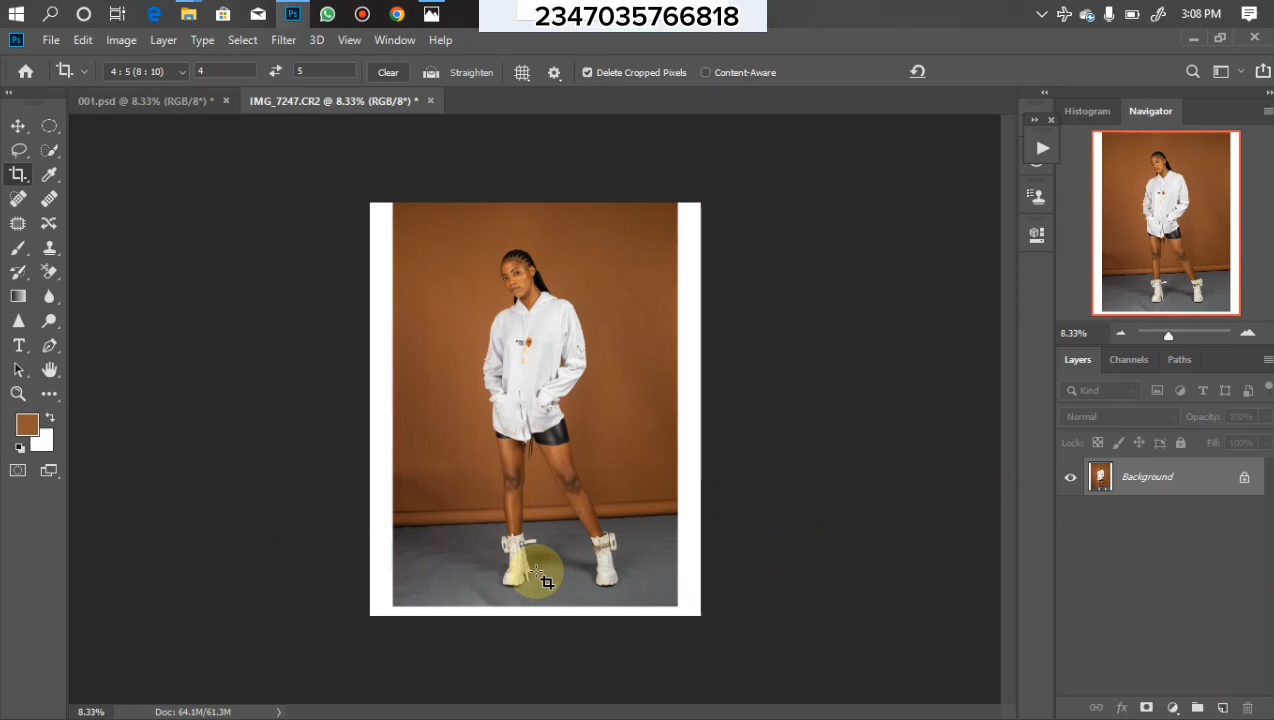 2347035766818
3:08 PM
Ps File Edit Image Layer Type Select Filter 3D View Window Help
4 : 5 (8 : 10) 4 5 Clear Straighten Delete Cropped Pixels Content-Aware
001.psd @ 8.33% (RGB/8*) * × IMG_7247.CR2 @ 8.33% (RGB/8*) * ×
Histogram Navigator
8.33%
Layers Channels Paths
Kind
Normal Opacity: 100%
Lock: Fill: 100%
Background
8.33% Doc: 64.1M/61.3M